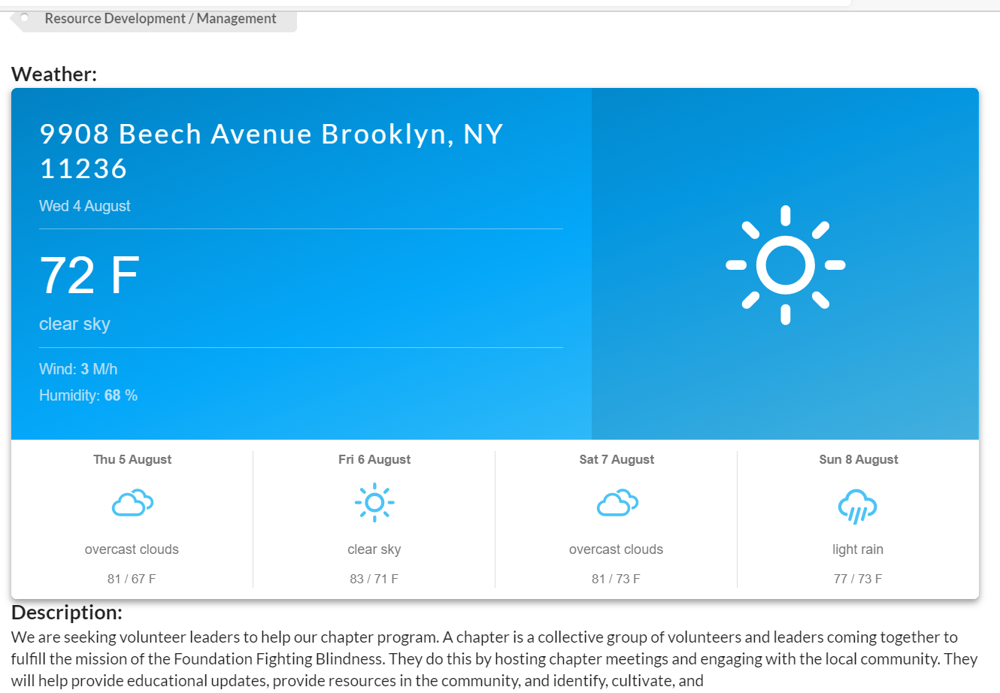 Resource Development / Management
Weather:
9908 Beech Avenue Brooklyn, NY
11236
Wed 4 August
72 F
clear sky
Wind: 3 M/h
Humidity: 68 %
Thu 5 August
overcast clouds
81 / 67 F
Fri 6 August
clear sky
83 / 71 F
Sat 7 August
overcast clouds
81 / 73 F
Sun 8 August
light rain
77 / 73 F
Description:
We are seeking volunteer leaders to help our chapter program. A chapter is a collective group of volunteers and leaders coming together to
fulfill the mission of the Foundation Fighting Blindness. They do this by hosting chapter meetings and engaging with the local community. They
will help provide educational updates, provide resources in the community, and identify, cultivate, and